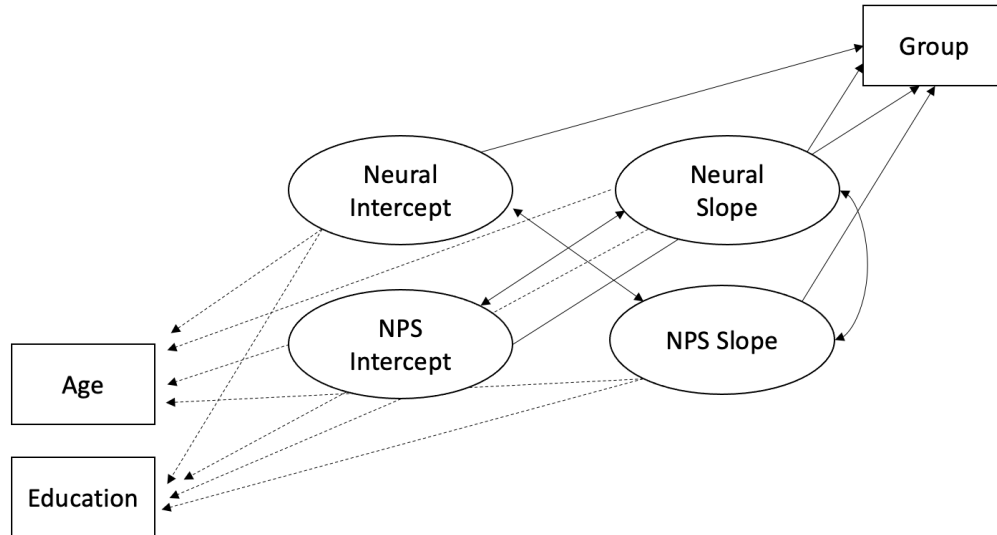 Group
Neural
Intercept
Neural
Slope
NPS
Intercept
NPS Slope
Age
Education